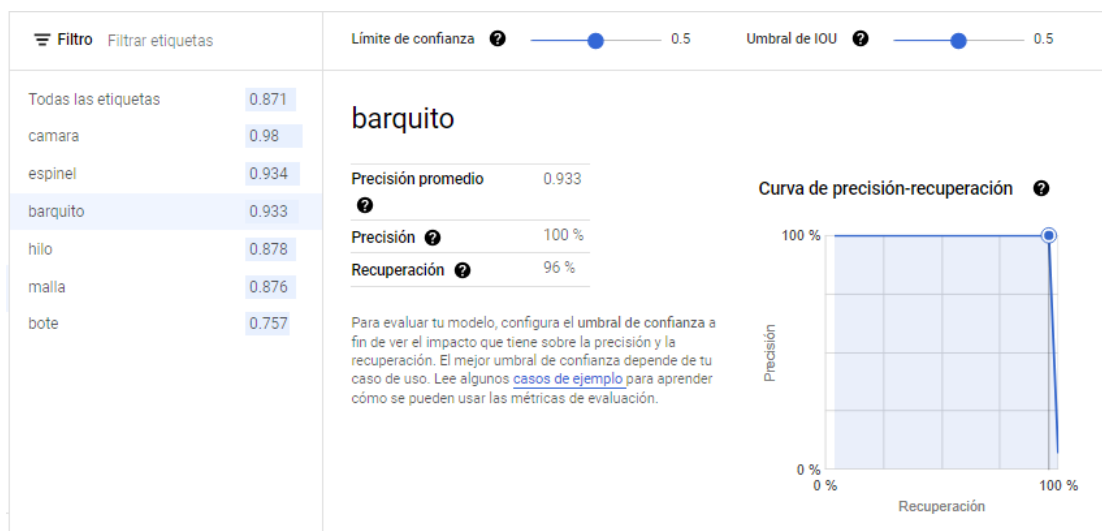 Filtro Filtrar etiquetas
Límite de confianza 0.5 Umbral de IOU 0.5
Todas las etiquetas 0.871
camara 0.98
espinel 0.934
barquito 0.933
hilo 0.878
malla 0.876
bote 0.757
barquito
Precisión promedio 0.933
Precisión 100 %
Recuperación 96 %
Para evaluar tu modelo, configura el umbral de confianza a
fin de ver el impacto que tiene sobre la precisión y la
recuperación. El mejor umbral de confianza depende de tu
caso de uso. Lee algunos casos de ejemplo para aprender
cómo se pueden usar las métricas de evaluación.
Curva de precisión-recuperación
100 %
Precisión
0 %
0 % 100 %
Recuperación